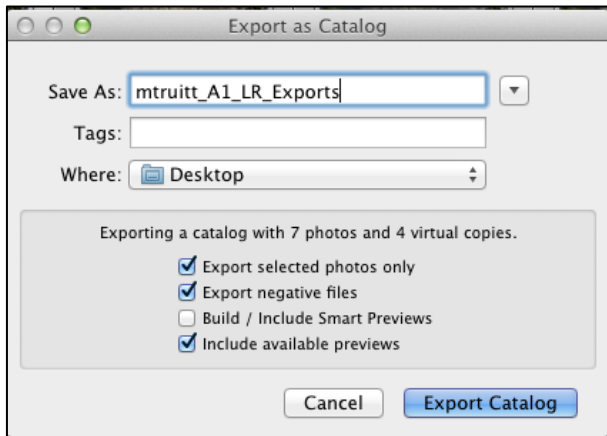 Export as Catalog
Save As: mtruitt_A1_LR_Exports
Tags:
Where: Desktop
Exporting a catalog with 7 photos and 4 virtual copies.
Export selected photos only
Export negative files
Build / Include Smart Previews
Include available previews
Cancel Export Catalog